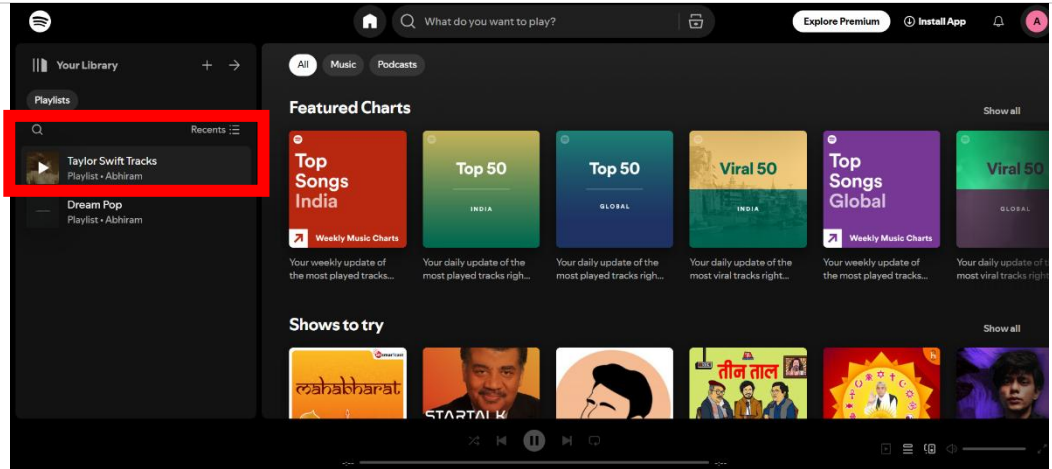 What do you want to play?
Explore Premium
Install App
A
Your Library
All
Music
Podcasts
Playlists
Recents
Taylor Swift Tracks
Playlist • Abhiram
Dream Pop
Playlist • Abhiram
Featured Charts
Show all
Top
Songs
India
Weekly Music Charts
Top 50
INDIA
Top 50
GLOBAL
Viral 50
INDIA
Top
Songs
Global
Weekly Music Charts
Viral 50
GLOBAL
Your weekly update of
the most played tracks...
Your daily update of the
most played tracks righ...
Your daily update of the
most played tracks righ...
Your daily update of the
most viral tracks right...
Your weekly update of
the most played tracks...
Your daily update of t
most viral tracks right
Shows to try
Show all
mahabharat
STARTALK
तीन ताल
h
-:--
-:--